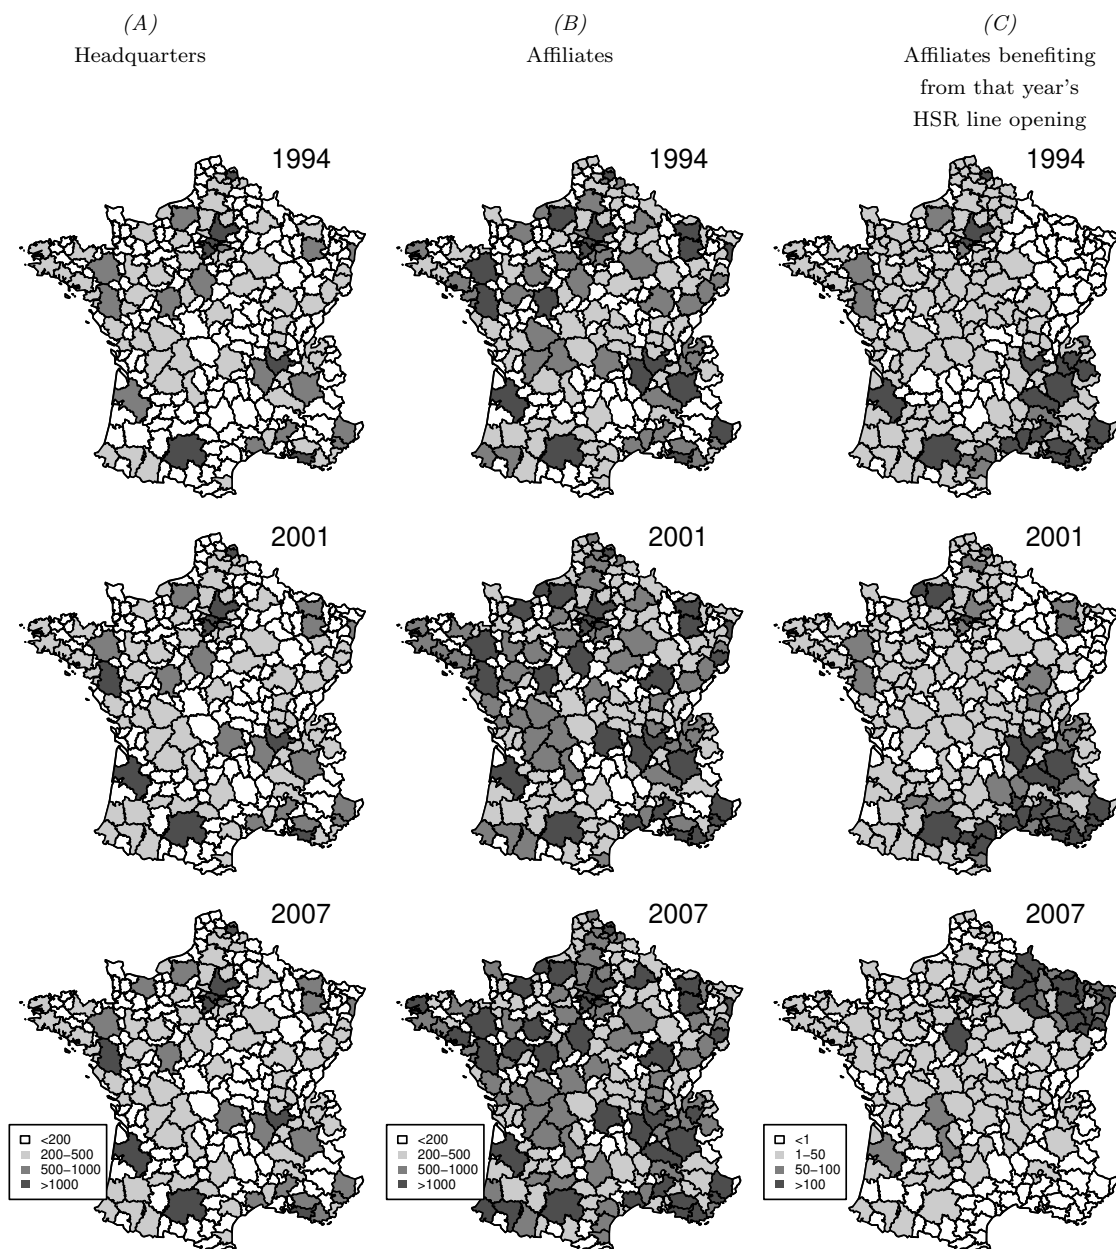 (A)
Headquarters
(B)
Affiliates
(C)
Affiliates benefiting
from that year's
HSR line opening
1994
1994
1994
2001
2001
2001
2007
2007
2007
<200
200−500
500−1000
>1000
<200
200−500
500−1000
>1000
<1
1−50
50−100
>100